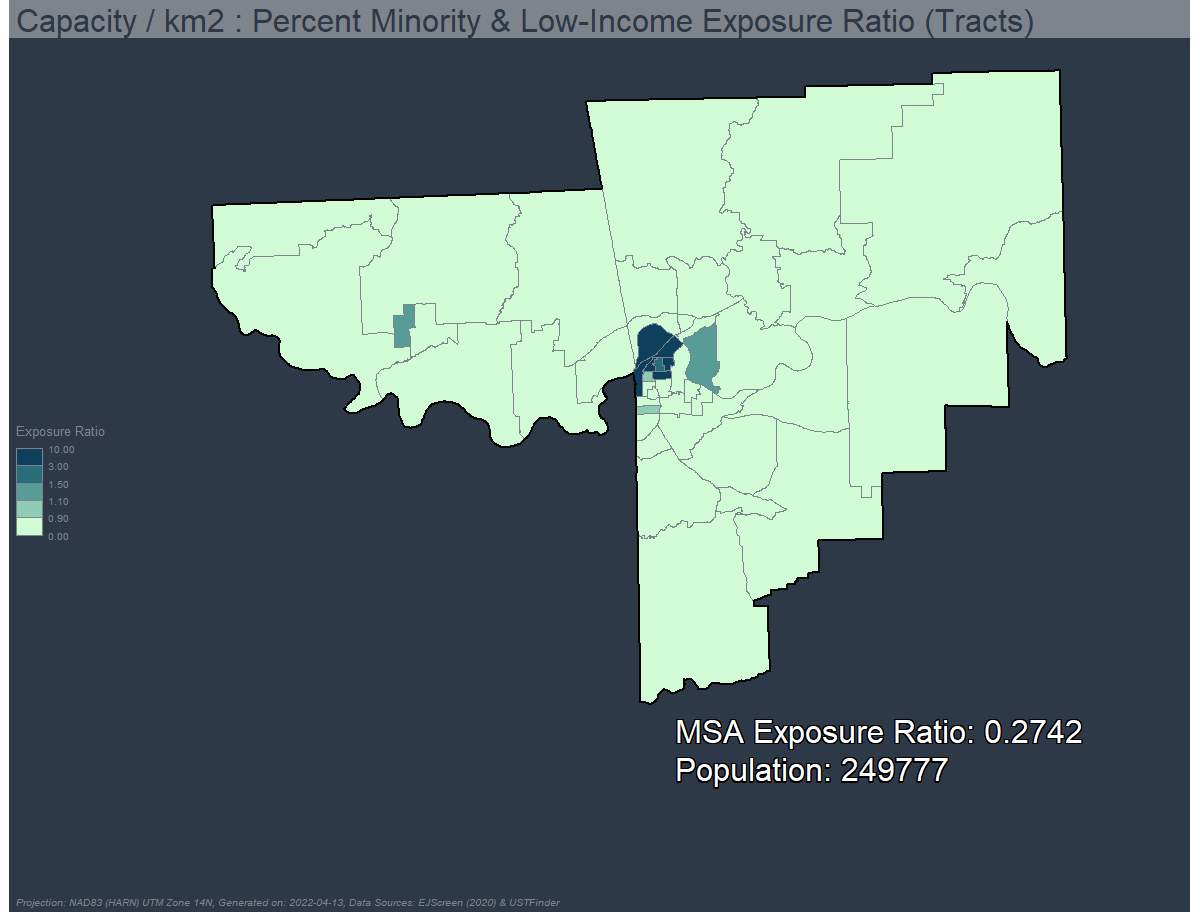 Capacity / km2 : Percent Minority & Low-Income Exposure Ratio (Tracts)
Exposure Ratio
10.00
3.00
1.50
1.10
0.90
0.00
MSA Exposure Ratio: 0.2742
Population: 249777
Projection: NAD83 (HARN) UTM Zone 14N, Generated on: 2022-04-13, Data Sources: EJScreen (2020) & USTFinder